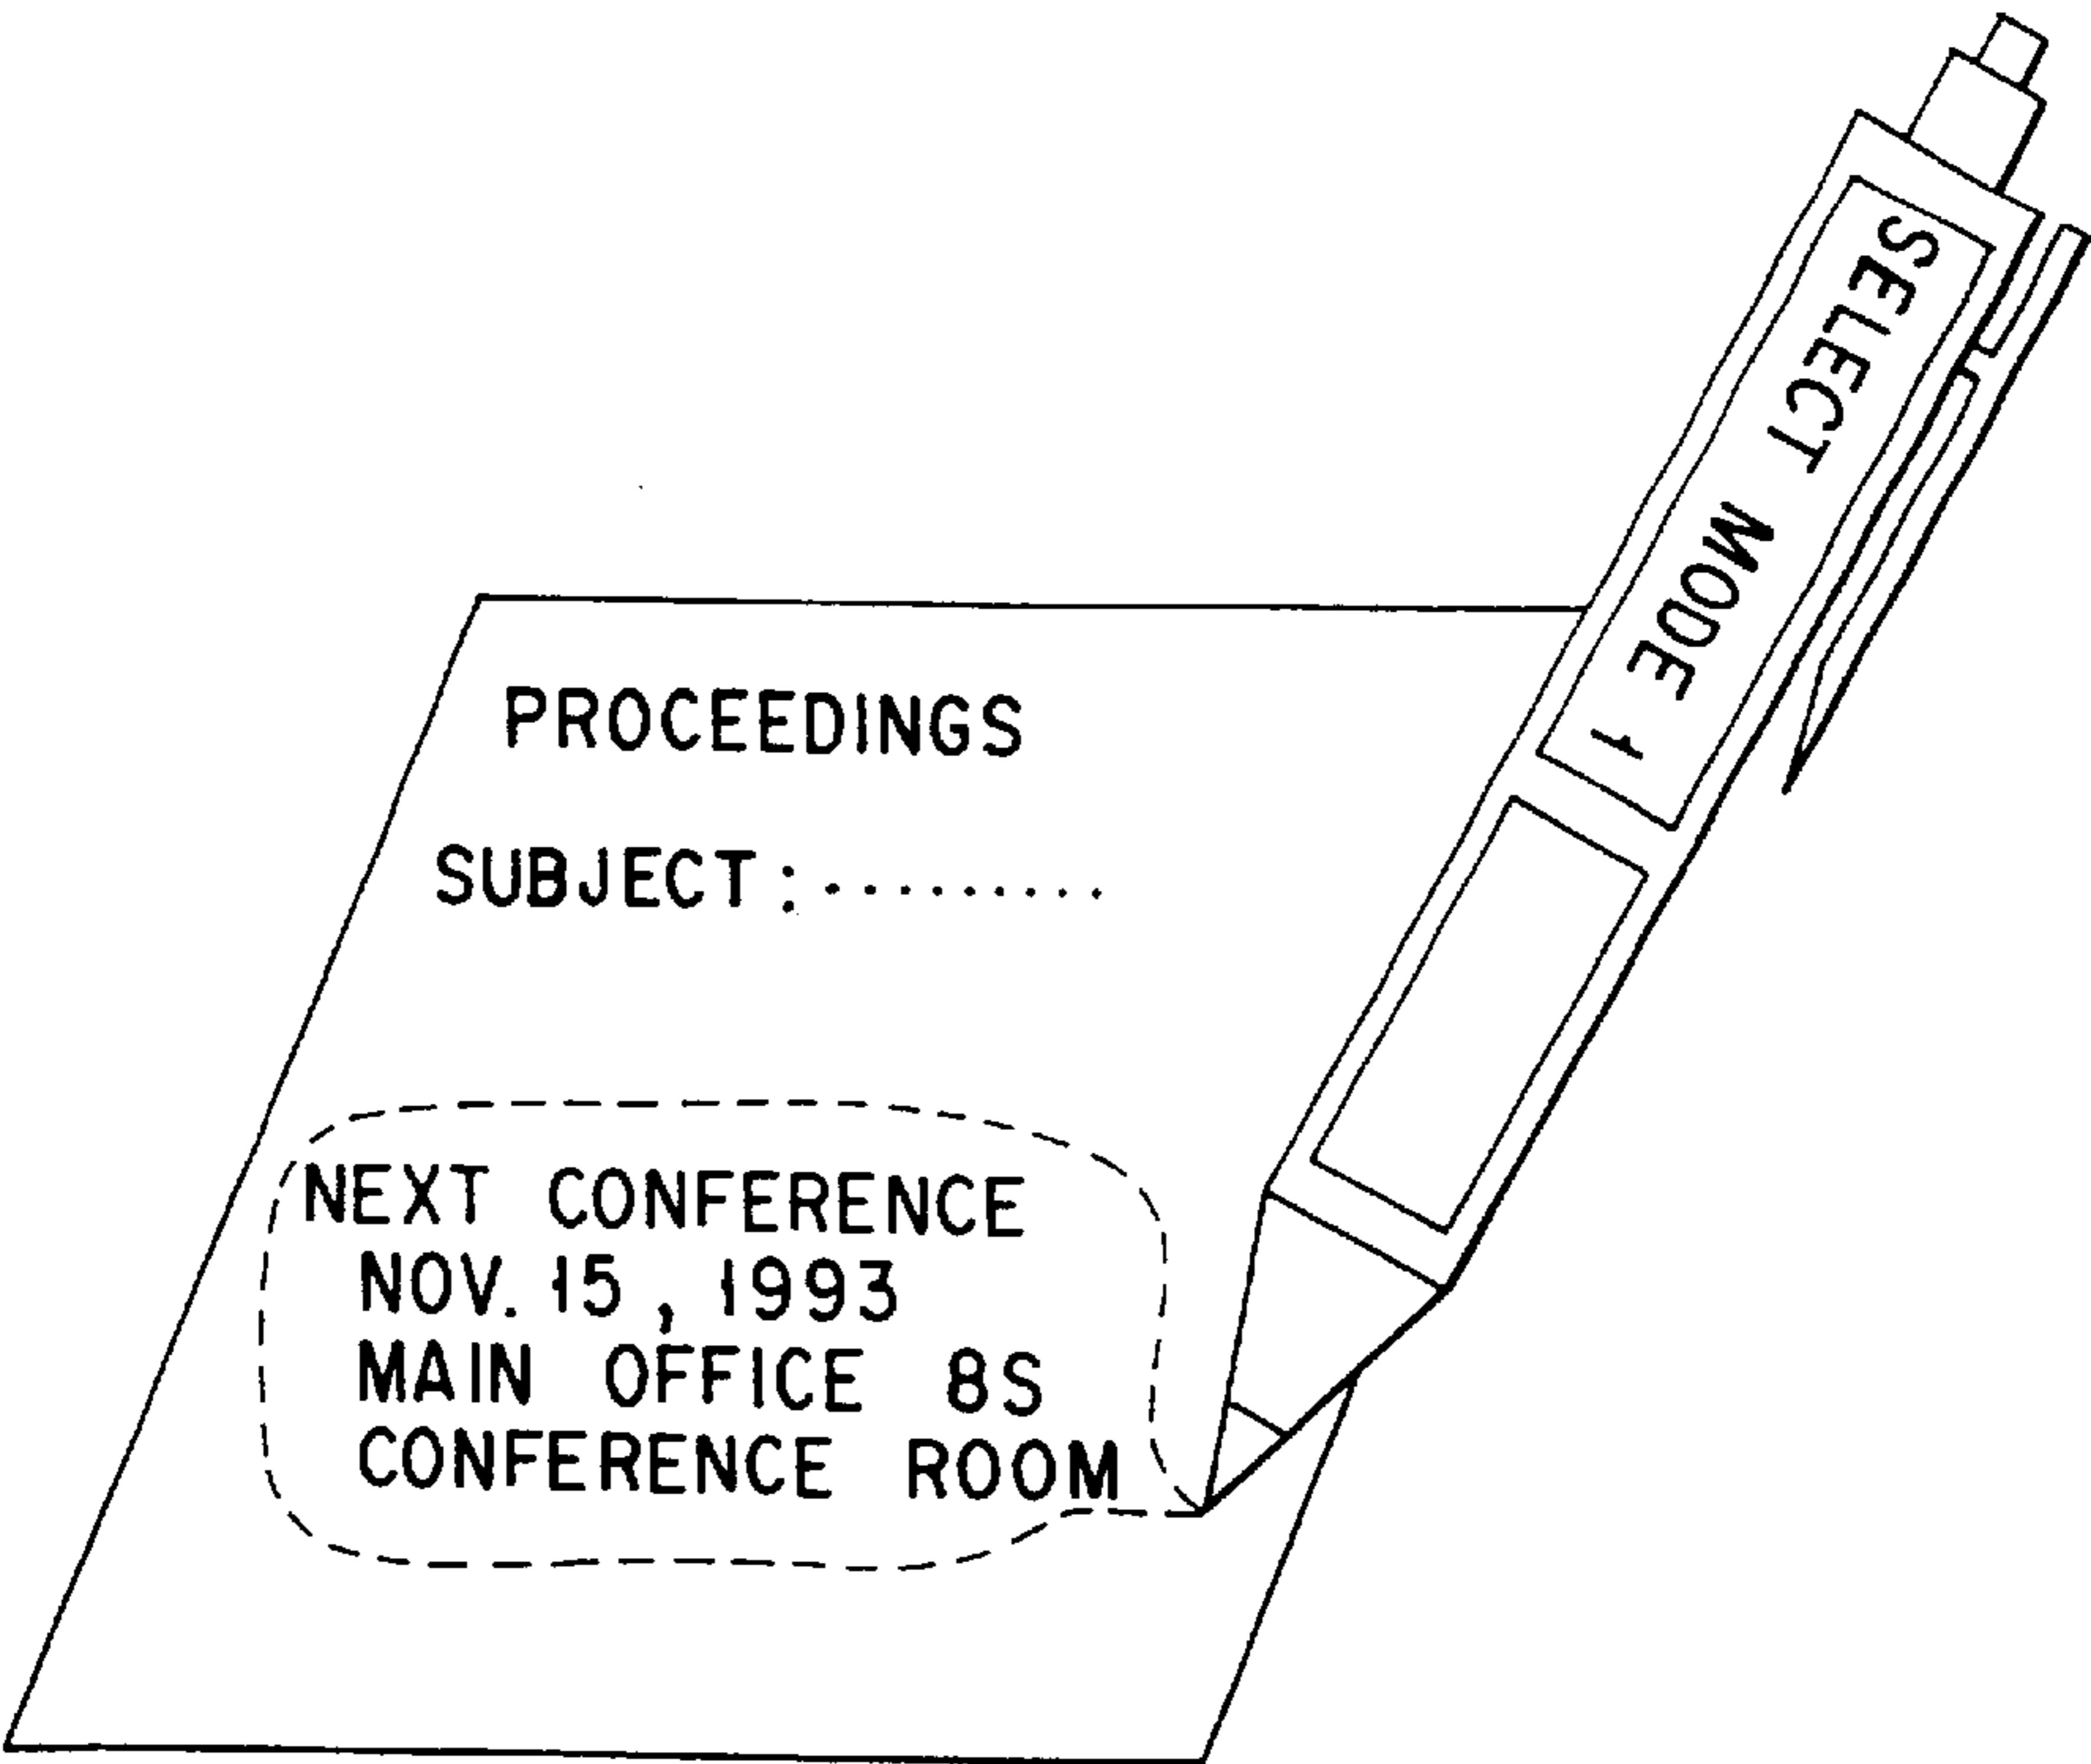 SELECT MODE 1
PROCEEDINGS
SUBJECT:.........
NEXT CONFERENCE
NOV. 15, 1993
MAIN OFFICE 8S
CONFERENCE ROOM